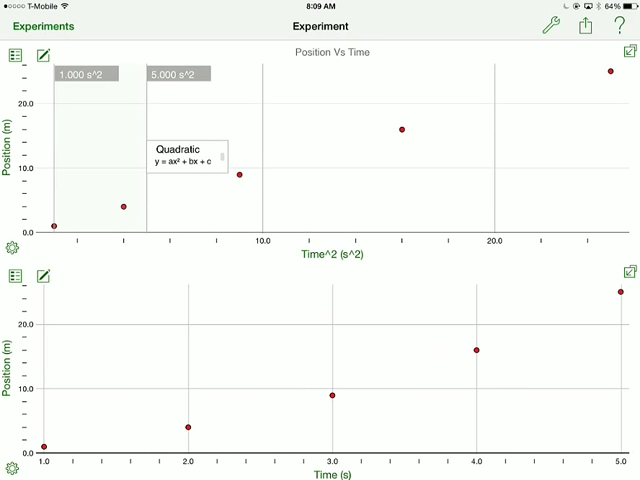 T-Mobile 8:09 AM 64%
Experiments Experiment ?
Position Vs Time
1.000 s^2 5.000 s^2
20.0
Quadratic
y = ax² + bx + c
10.0
0.0
Position (m)
10.0 20.0
Time^2 (s^2)
20.0
10.0
0.0
Position (m)
1.0 2.0 3.0 4.0 5.0
Time (s)